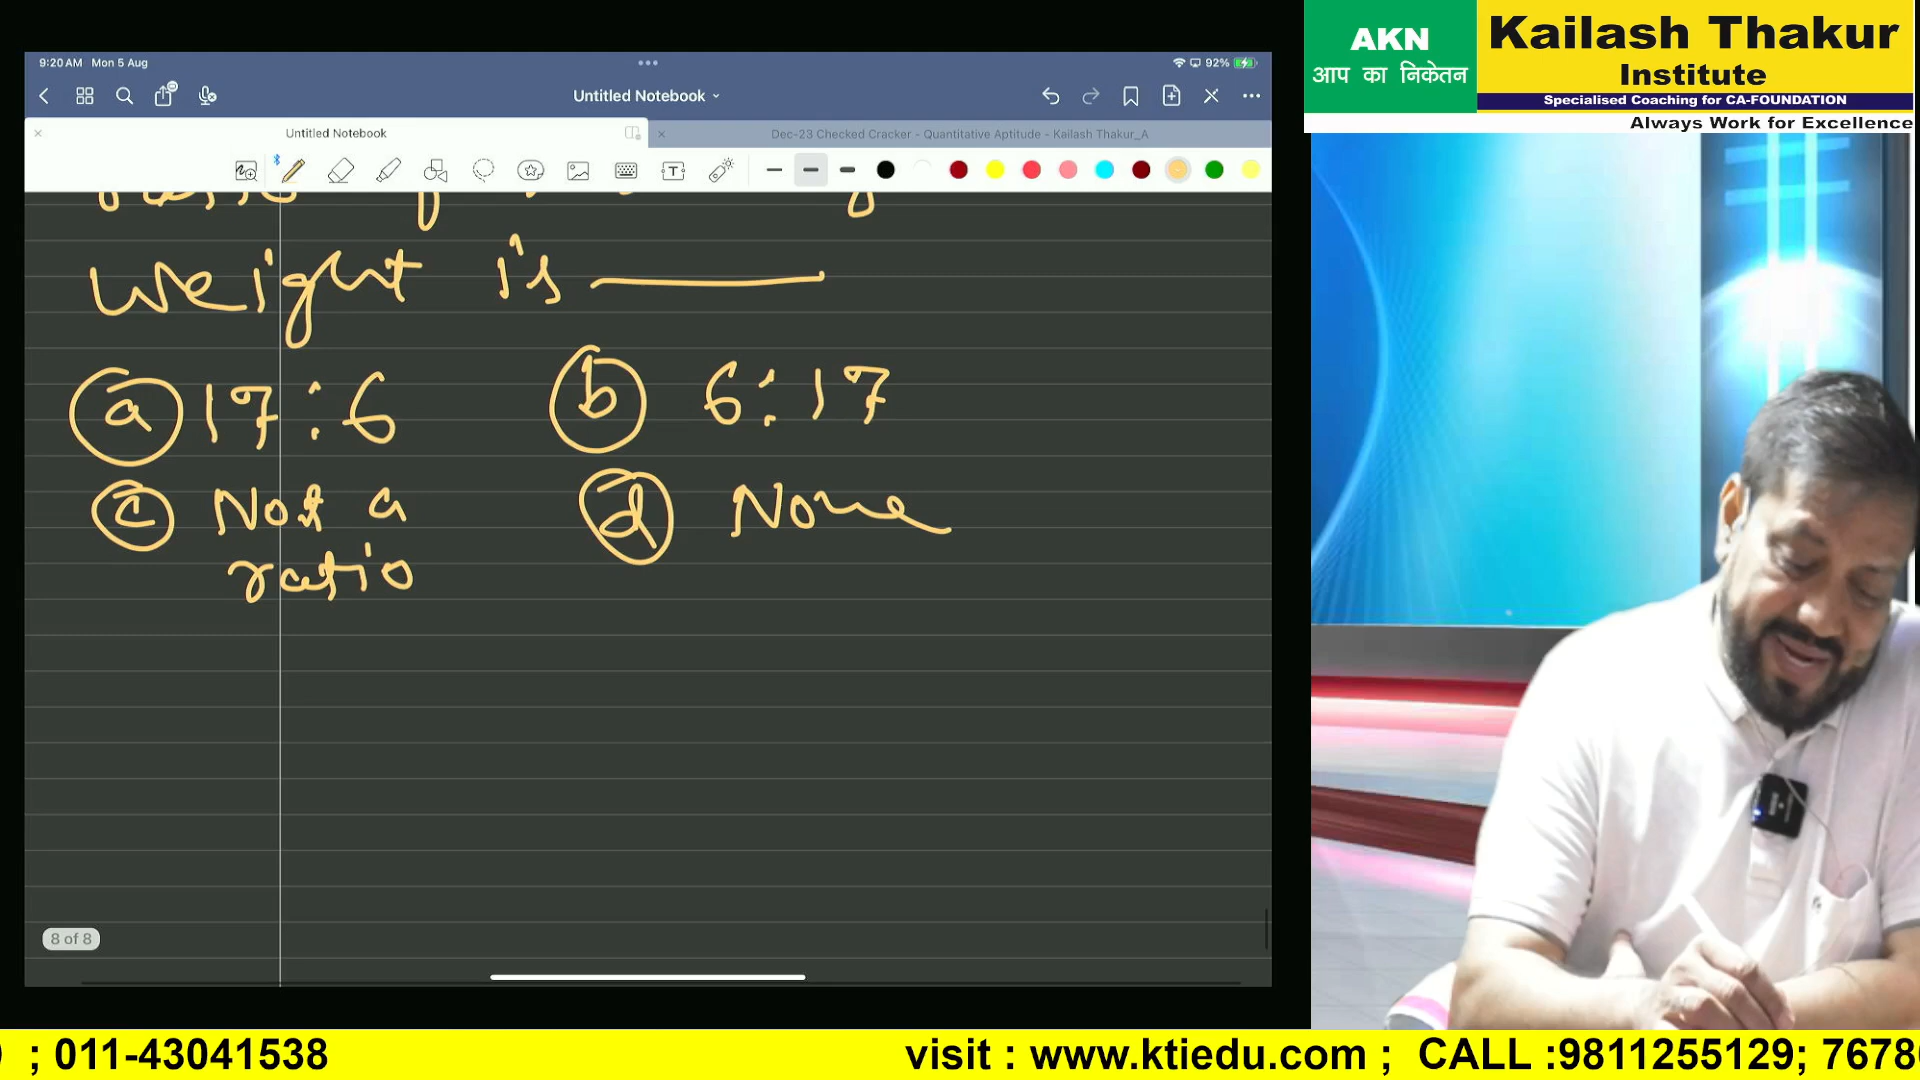 9:20 AM Mon 5 Aug
92%
Untitled Notebook
Untitled Notebook
Dec-23 Checked Cracker - Quantitative Aptitude - Kailash Thakur_A
weight is ———
(a) 17:6 (b) 6:17
(c) Not a (d) None
ratio
8 of 8
AKN
आप का निकेतन
Kailash Thakur
Institute
Specialised Coaching for CA-FOUNDATION
Always Work for Excellence
; 011-43041538 visit : www.ktiedu.com ; CALL :9811255129; 7678